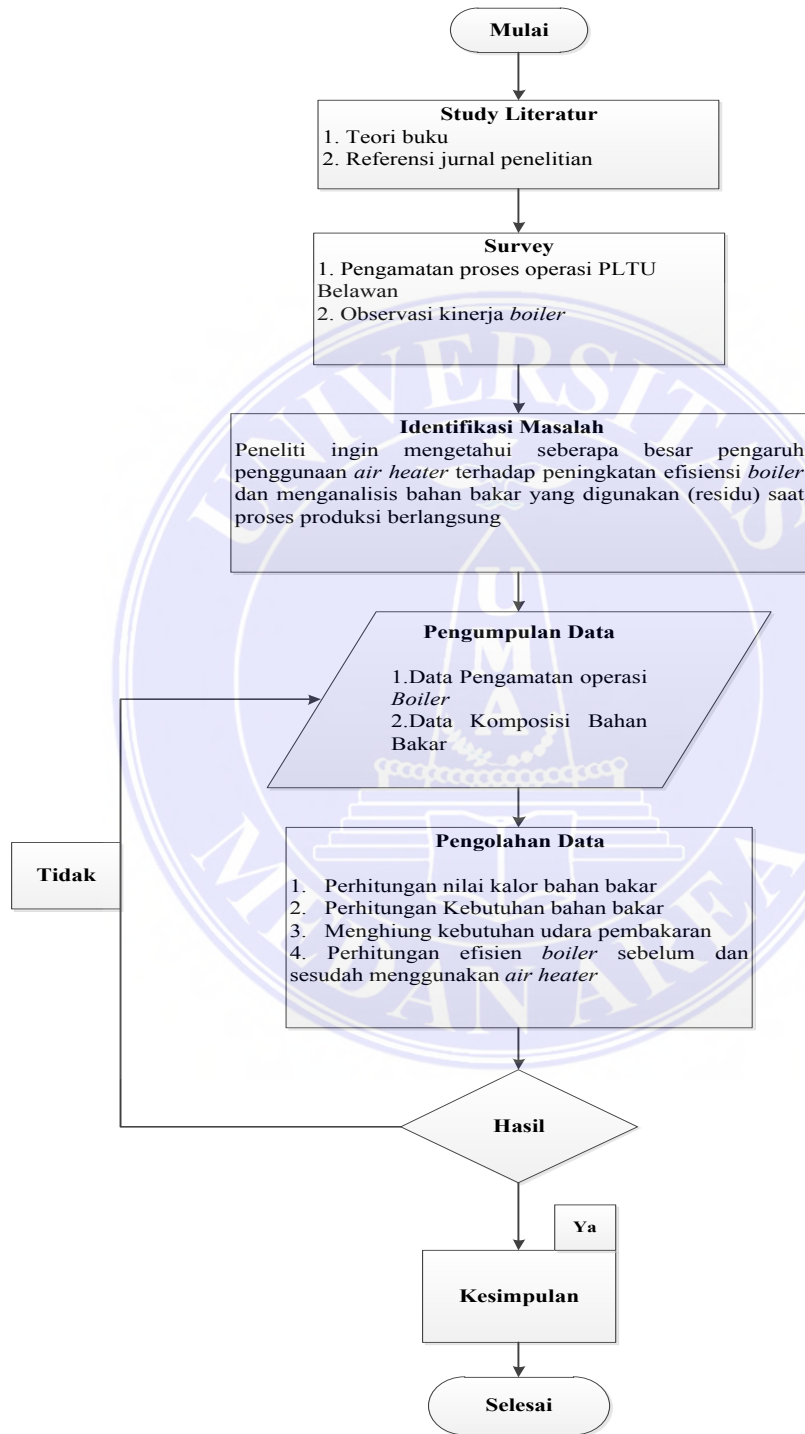 Mulai
Study Literatur
1. Teori buku
2. Referensi jurnal penelitian
Survey
1. Pengamatan proses operasi PLTU
Belawan
2. Observasi kinerja boiler
Identifikasi Masalah
Peneliti ingin mengetahui seberapa besar pengaruh
penggunaan air heater terhadap peningkatan efisiensi boiler
dan menganalisis bahan bakar yang digunakan (residu) saat
proses produksi berlangsung
Pengumpulan Data
1.Data Pengamatan operasi
Boiler
2.Data Komposisi Bahan
Bakar
Pengolahan Data
1. Perhitungan nilai kalor bahan bakar
2. Perhitungan Kebutuhan bahan bakar
3. Menghiung kebutuhan udara pembakaran
4. Perhitungan efisien boiler sebelum dan
sesudah menggunakan air heater
Tidak
Hasil
Ya
Kesimpulan
Selesai
UNIVERSITAS
MEDAN AREA
UMA